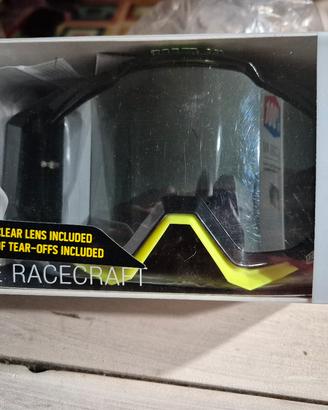 CLEAR LENS INCLUDED
OF TEAR-OFFS INCLUDED
RACECRAFT